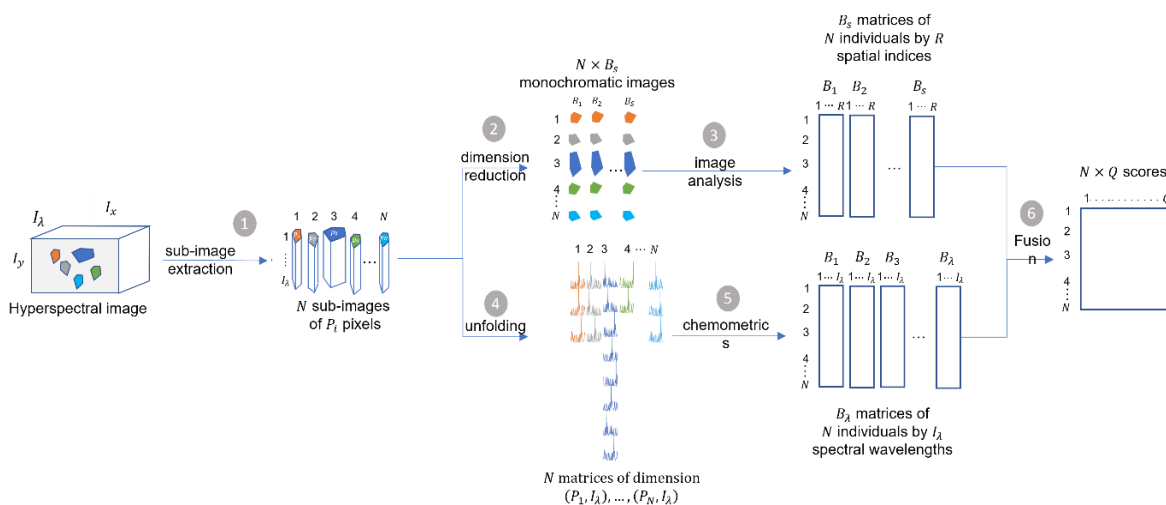 I_λ
I_x
I_y
Hyperspectral image
1
sub-image
extraction
1 2 3 4 N
1
⋮
I_λ
...
N sub-images
of P_i pixels
2
dimension
reduction
N × B_s
monochromatic images
B_1 B_2 B_s
1
2
3
...
4
⋮
N
3
image
analysis
B_s matrices of
N individuals by R
spatial indices
B_1 B_2 B_s
1 ⋯ R 1 ⋯ R 1 ⋯ R
1
2
3
...
4
⋮
N
4
unfolding
1 2 3 4 ⋯ N
N matrices of dimension
(P_1, I_λ), ... , (P_N, I_λ)
5
chemometric
s
B_1 B_2 B_3 B_λ
1 ⋯ I_λ 1 ⋯ I_λ 1 ⋯ I_λ 1 ⋯ I_λ
1
2
3
...
4
⋮
N
B_λ matrices of
N individuals by I_λ
spectral wavelengths
6
Fusio
n
N × Q scores
1 . . . . . . . . . . . Q
1
2
3
4
⋮
N